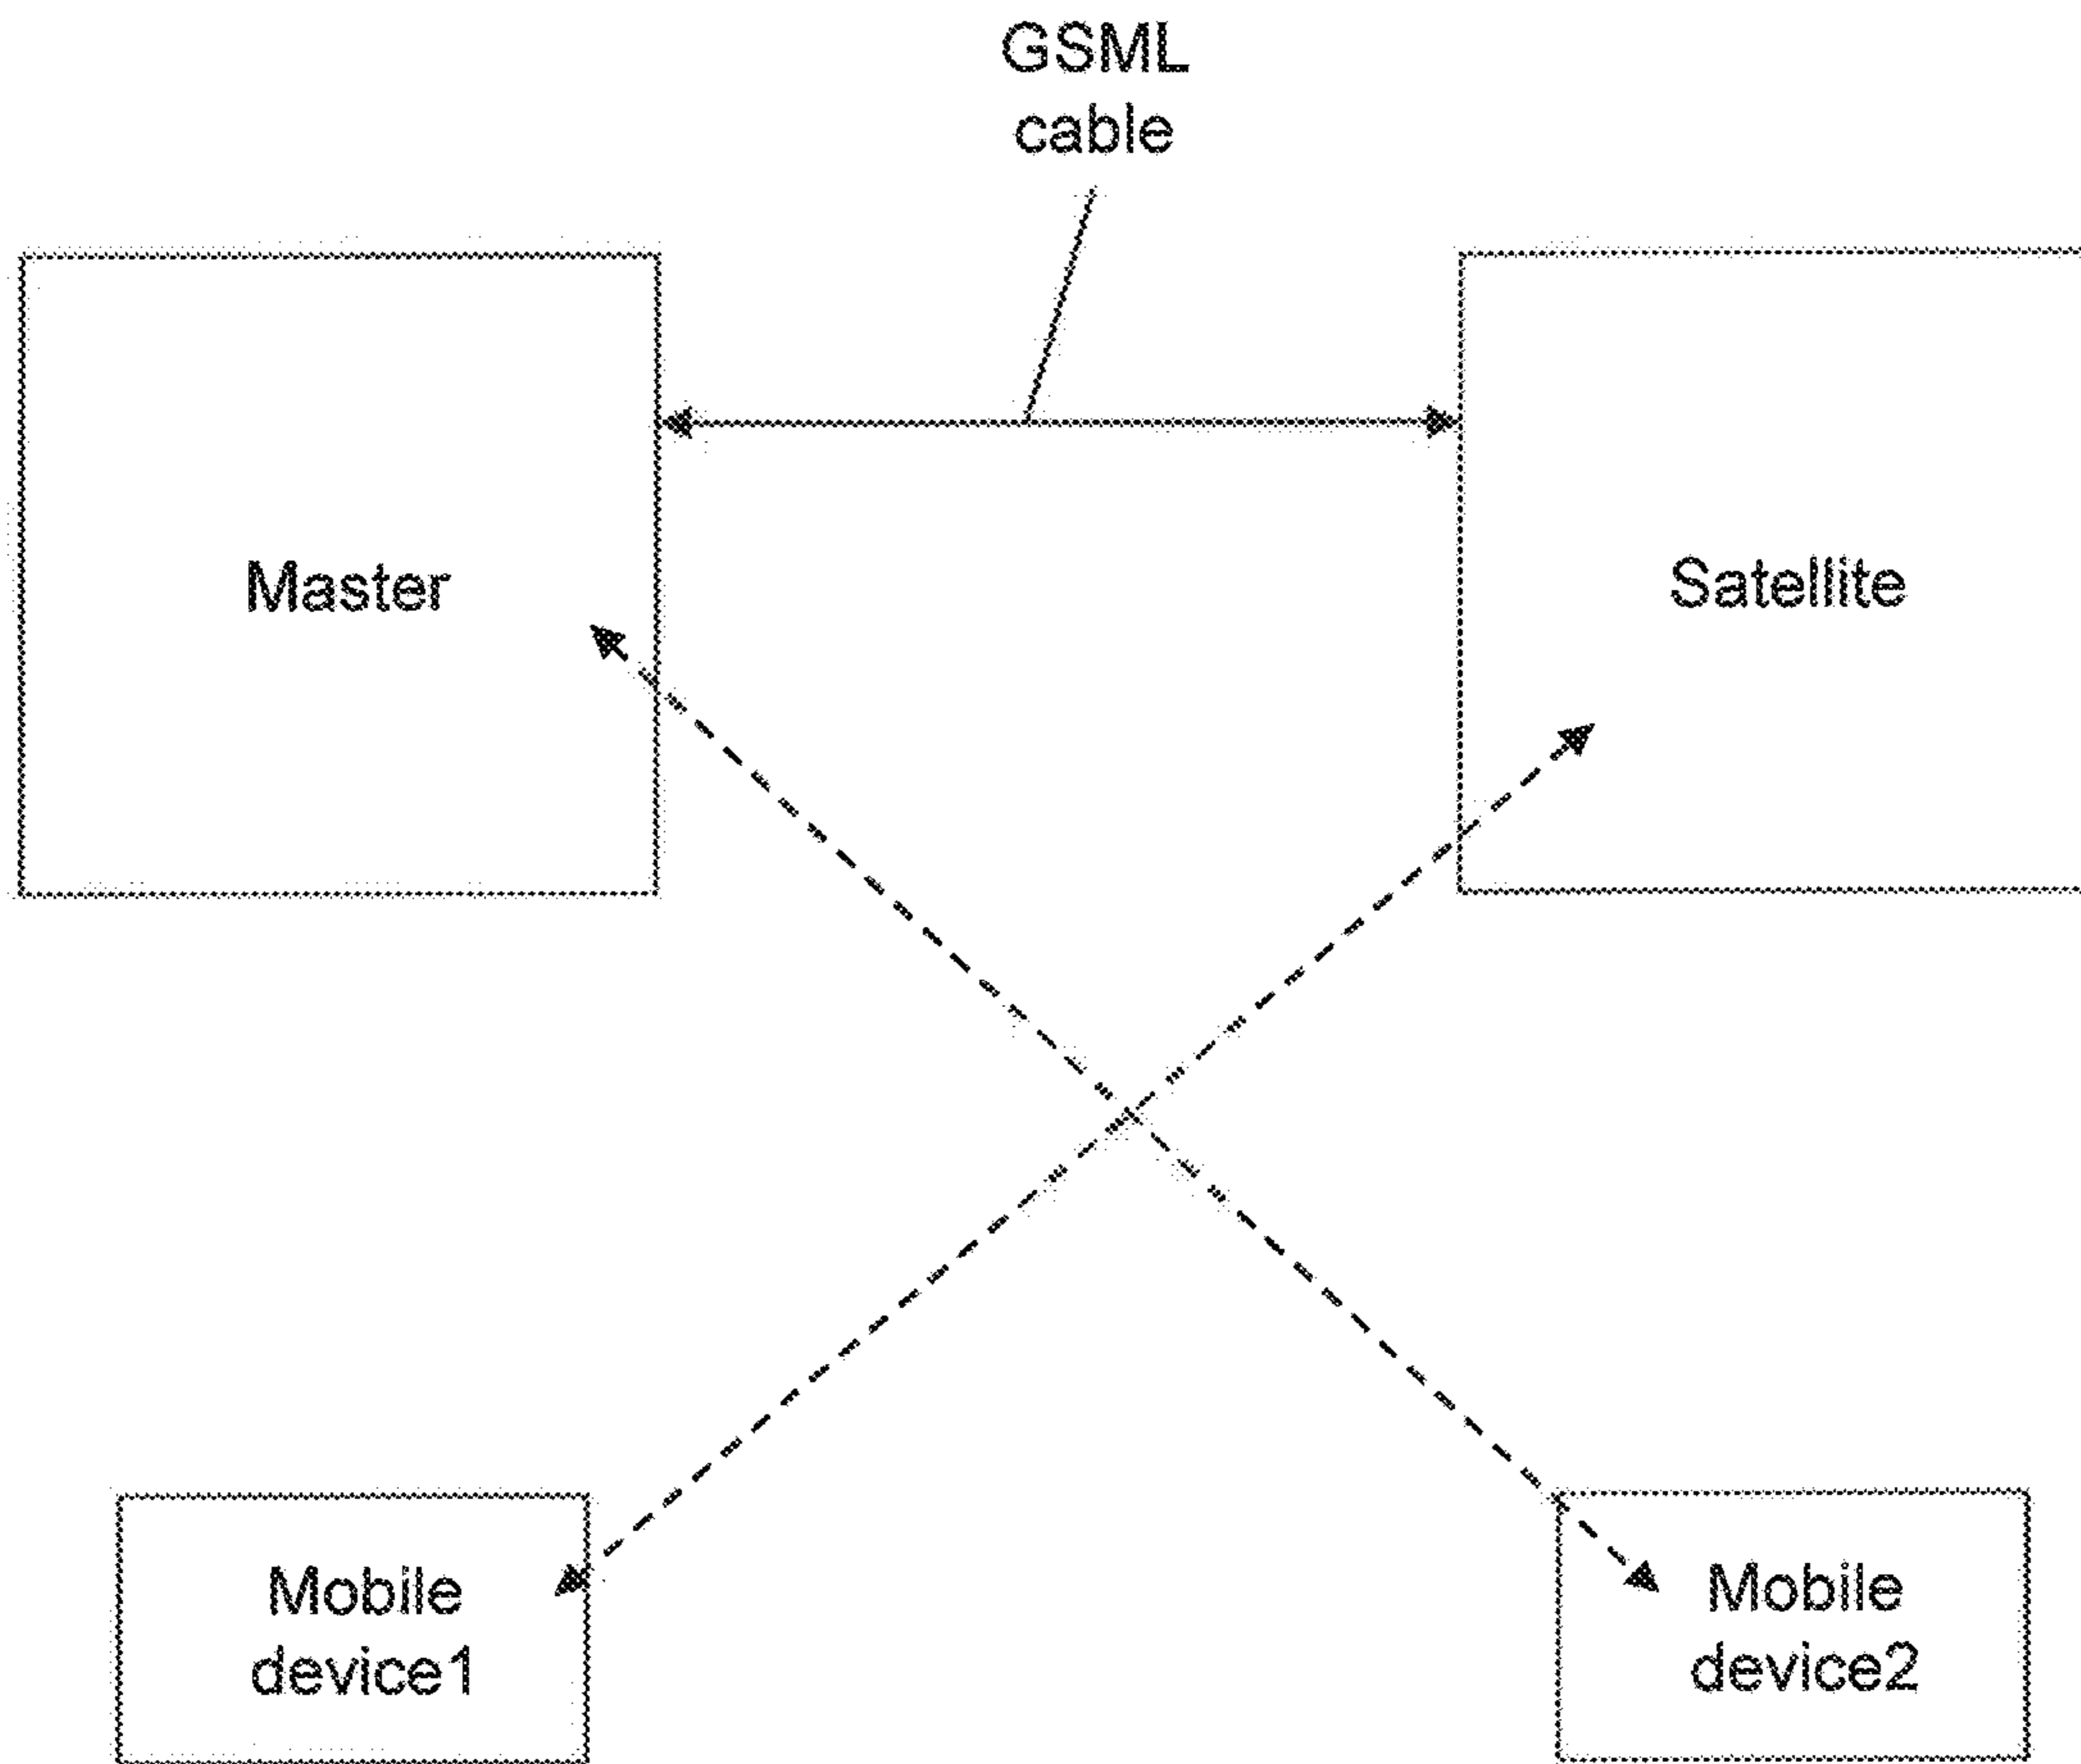 GSML
cable
Master
Satellite
Mobile
device1
Mobile
device2